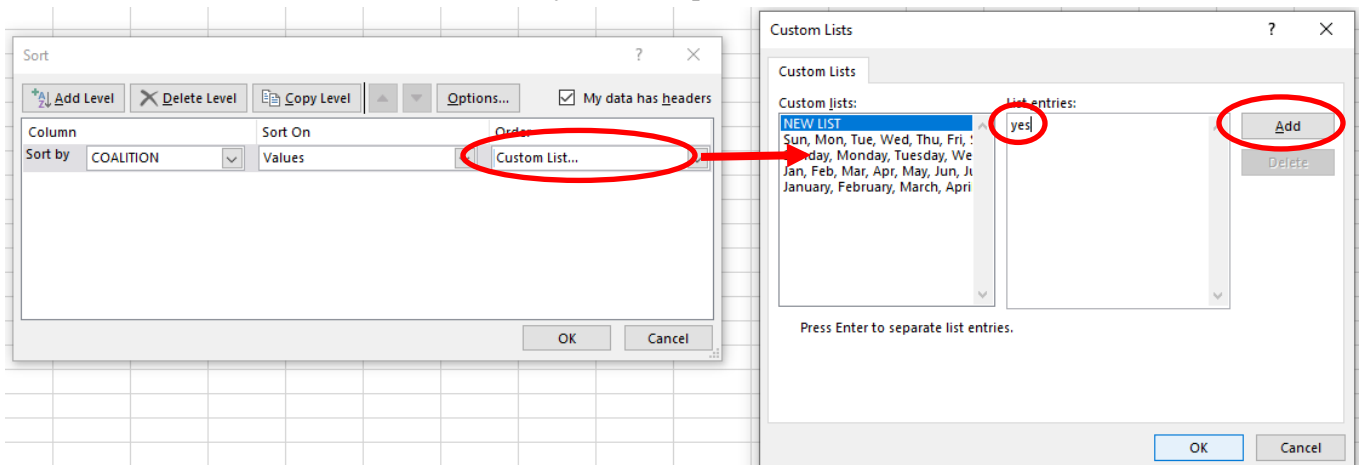 Sort ? ×
Add Level Delete Level Copy Level Options... My data has headers
Column Sort On Order
Sort by COALITION Values Custom List...
OK Cancel
Custom Lists ? ×
Custom Lists
Custom lists: List entries:
NEW LIST
Sun, Mon, Tue, Wed, Thu, Fri, S
Monday, Tuesday, We
Jan, Feb, Mar, Apr, May, Jun, Ju
January, February, March, Apri
yes
Add
Delete
Press Enter to separate list entries.
OK Cancel